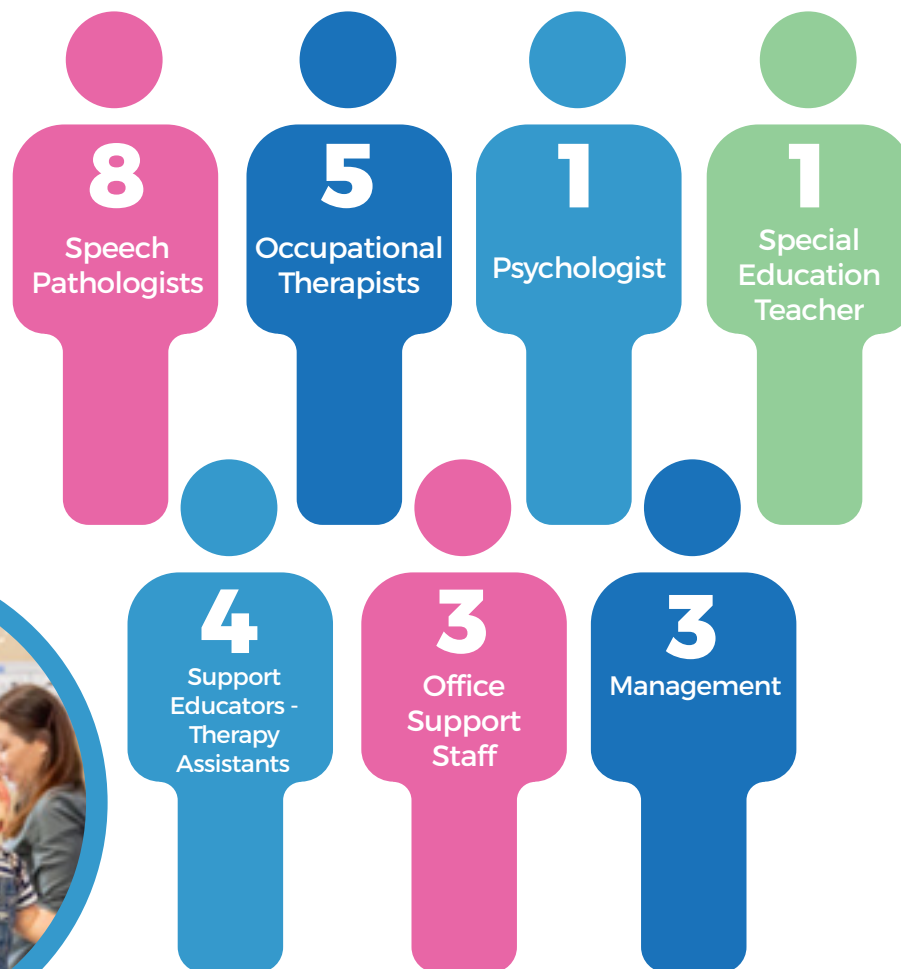 8
Speech
Pathologists
5
Occupational
Therapists
1
Psychologist
1
Special
Education
Teacher
4
Support
Educators -
Therapy
Assistants
3
Office
Support
Staff
3
Management